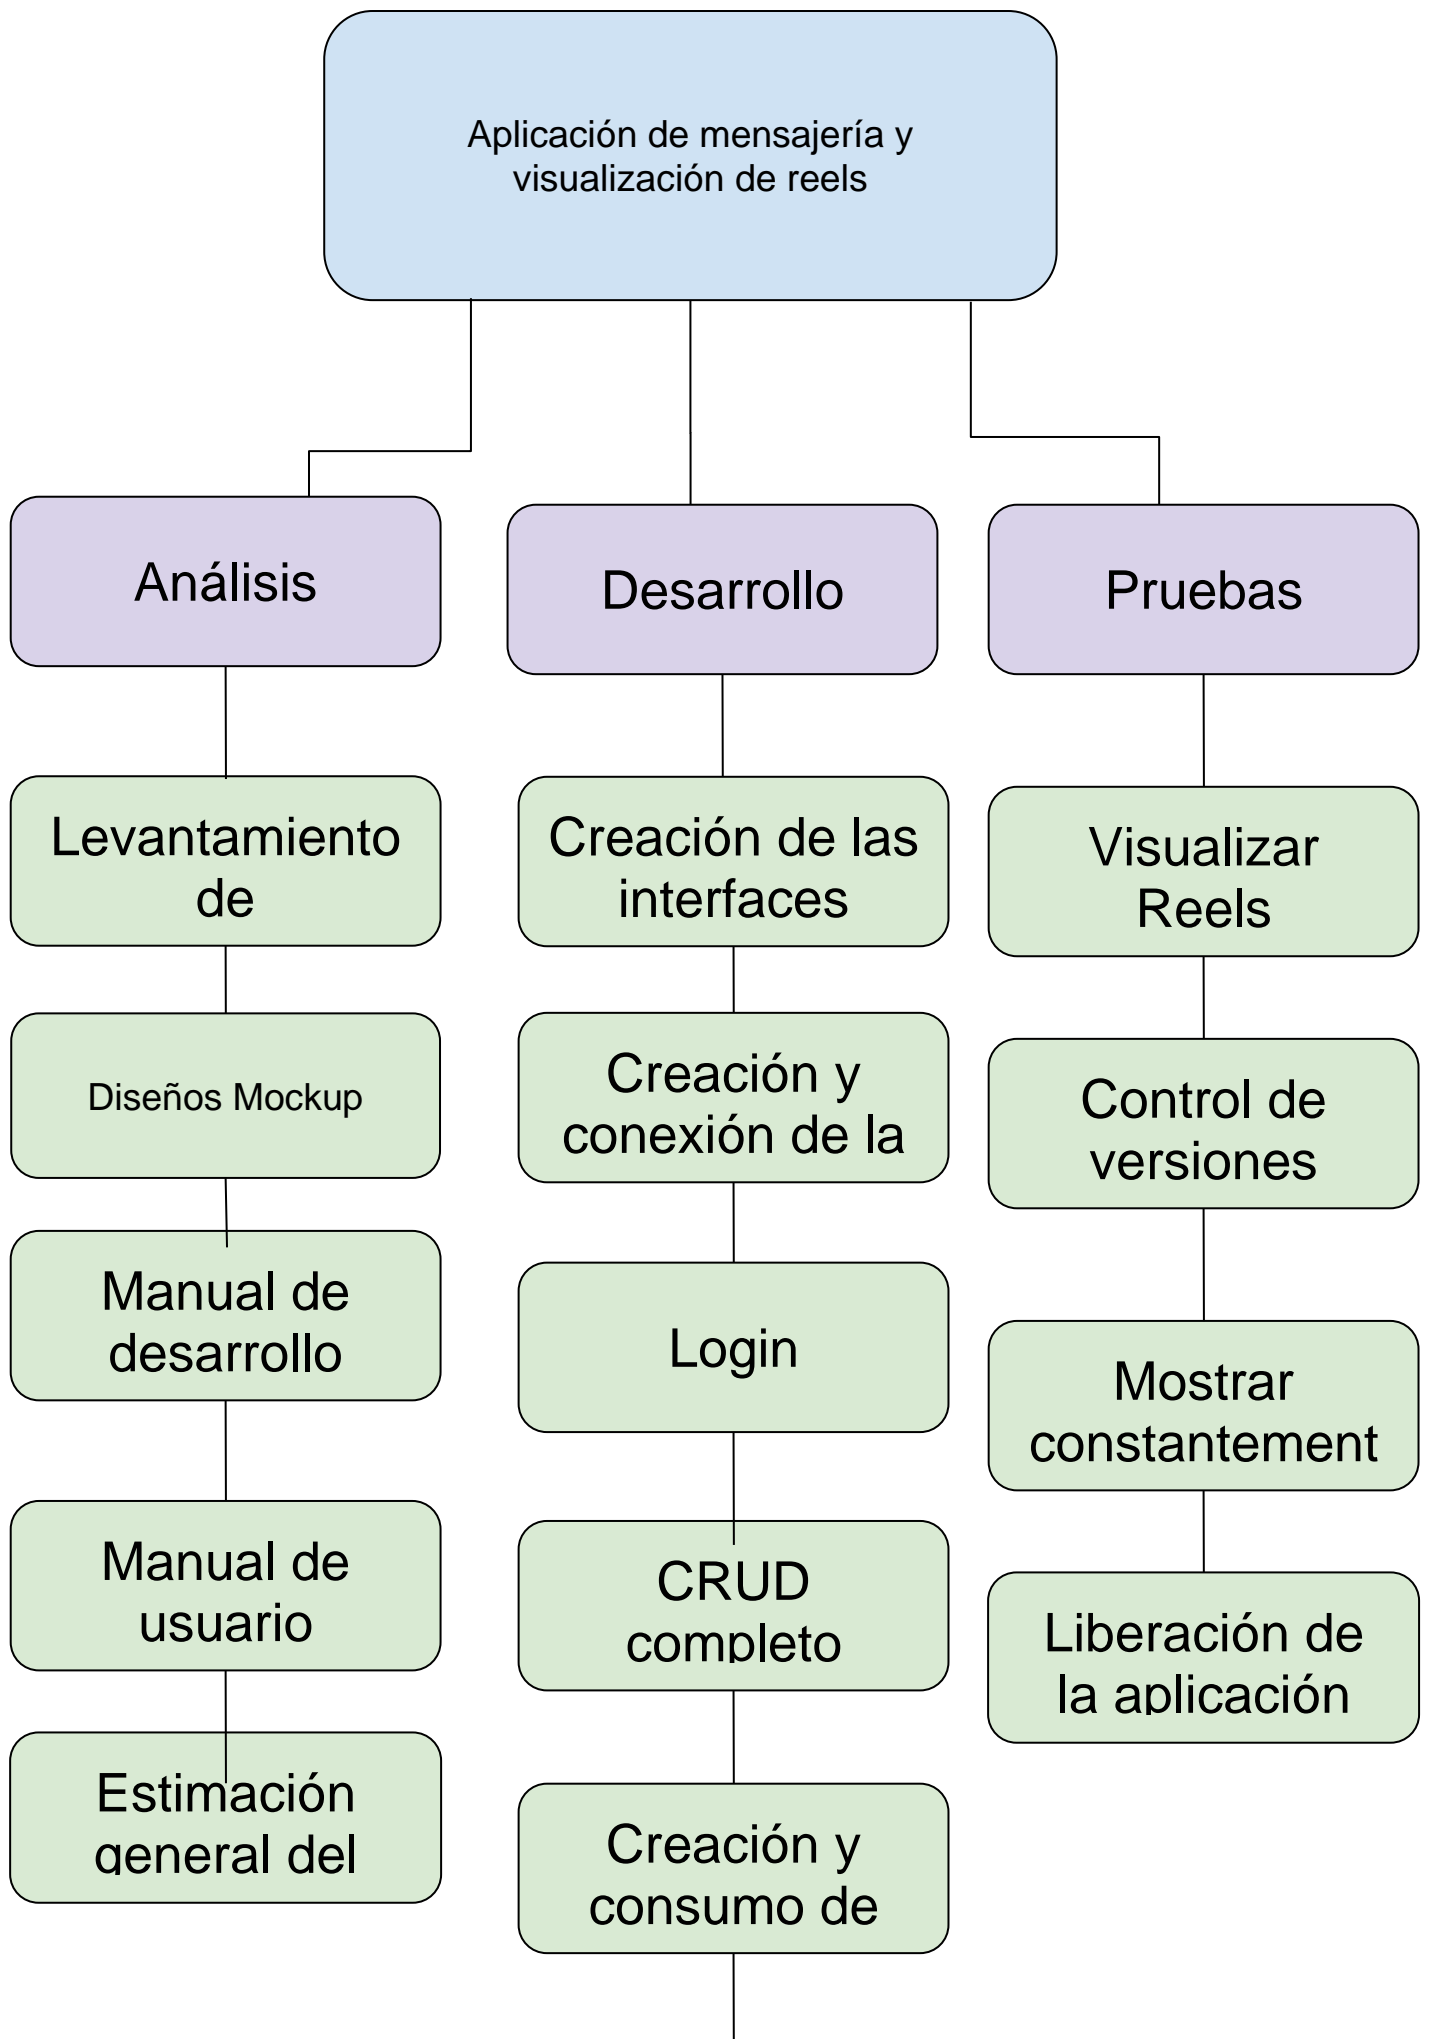 Aplicación de mensajería y
visualización de reels
Análisis
Desarrollo
Pruebas
Levantamiento
de
Diseños Mockup
Manual de
desarrollo
Manual de
usuario
Estimación
general del
Creación de las
interfaces
Creación y
conexión de la
Login
CRUD
completo
Creación y
consumo de
Visualizar
Reels
Control de
versiones
Mostrar
constantement
Liberación de
la aplicación